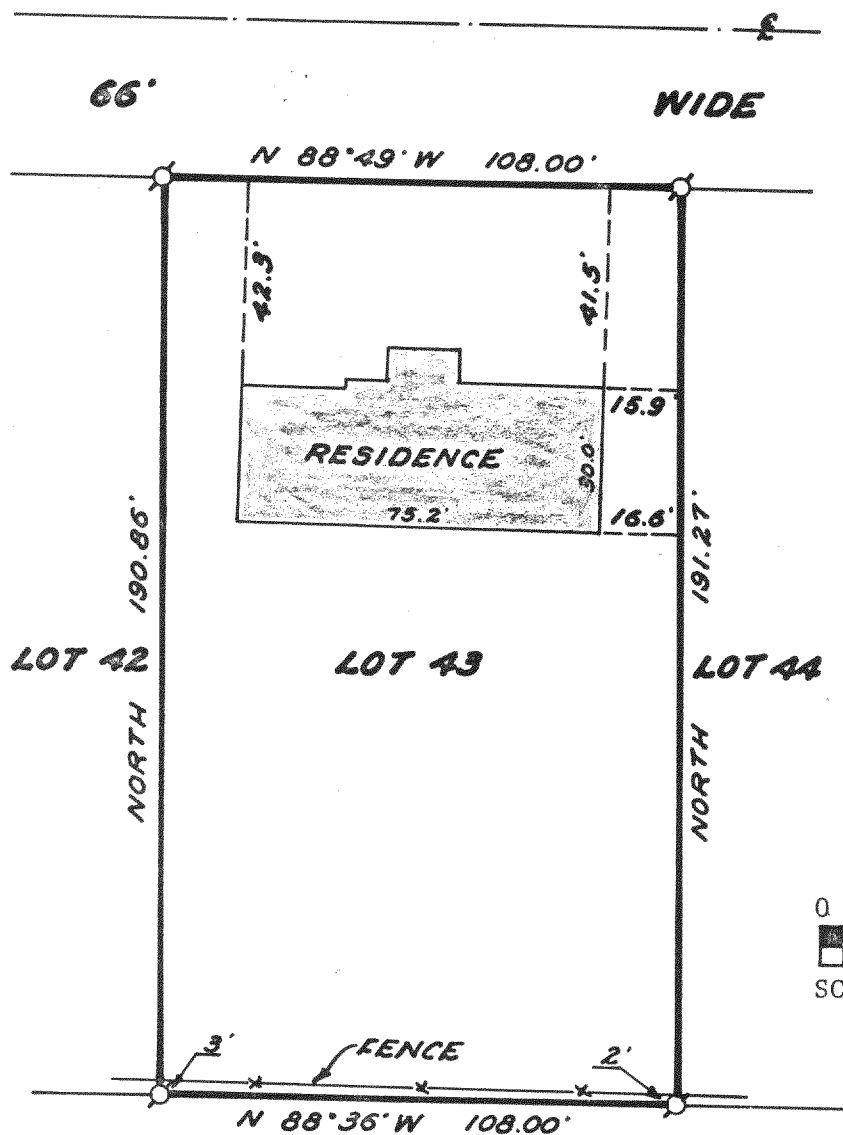 ℄
66' WIDE
N 88°49' W 108.00'
42.3'
41.5'
15.9'
RESIDENCE
30.0'
75.2'
16.6'
190.86'
191.27'
LOT 42
LOT 43
LOT 44
NORTH
NORTH
0
SC
3'
FENCE
2'
N 88°36' W 108.00'